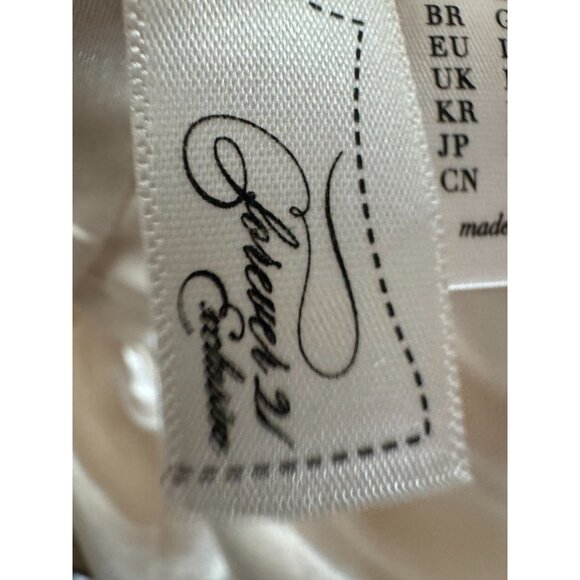 Forever 21
Exclusive
BR G
EU
UK
KR
JP
CN
made